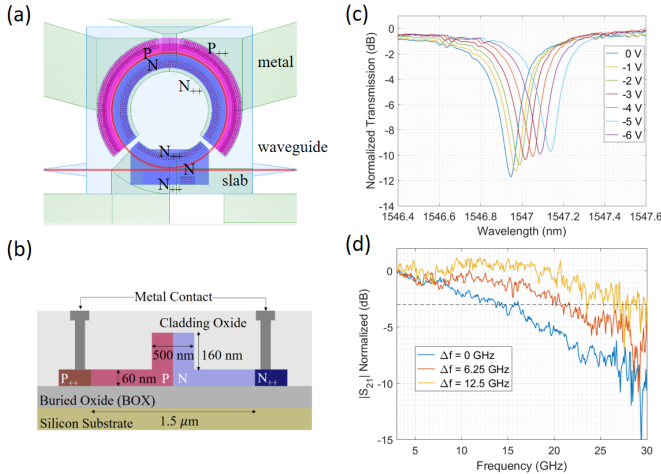 (a)
P
P++
N
N++
metal
waveguide
N++
N
slab
N++
(b)
Metal Contact
Cladding Oxide
500 nm
160 nm
60 nm
P++
P
N
N++
Buried Oxide (BOX)
1.5 μm
Silicon Substrate
(c)
Normalized Transmission (dB)
0
-2
-4
-6
-8
-10
-12
-14
0 V
-1 V
-2 V
-3 V
-4 V
-5 V
-6 V
1546.4 1546.6 1546.8 1547 1547.2 1547.4 1547.6
Wavelength (nm)
(d)
|S21| Normalized (dB)
0
-5
-10
-15
Δf = 0 GHz
Δf = 6.25 GHz
Δf = 12.5 GHz
5 10 15 20 25 30
Frequency (GHz)